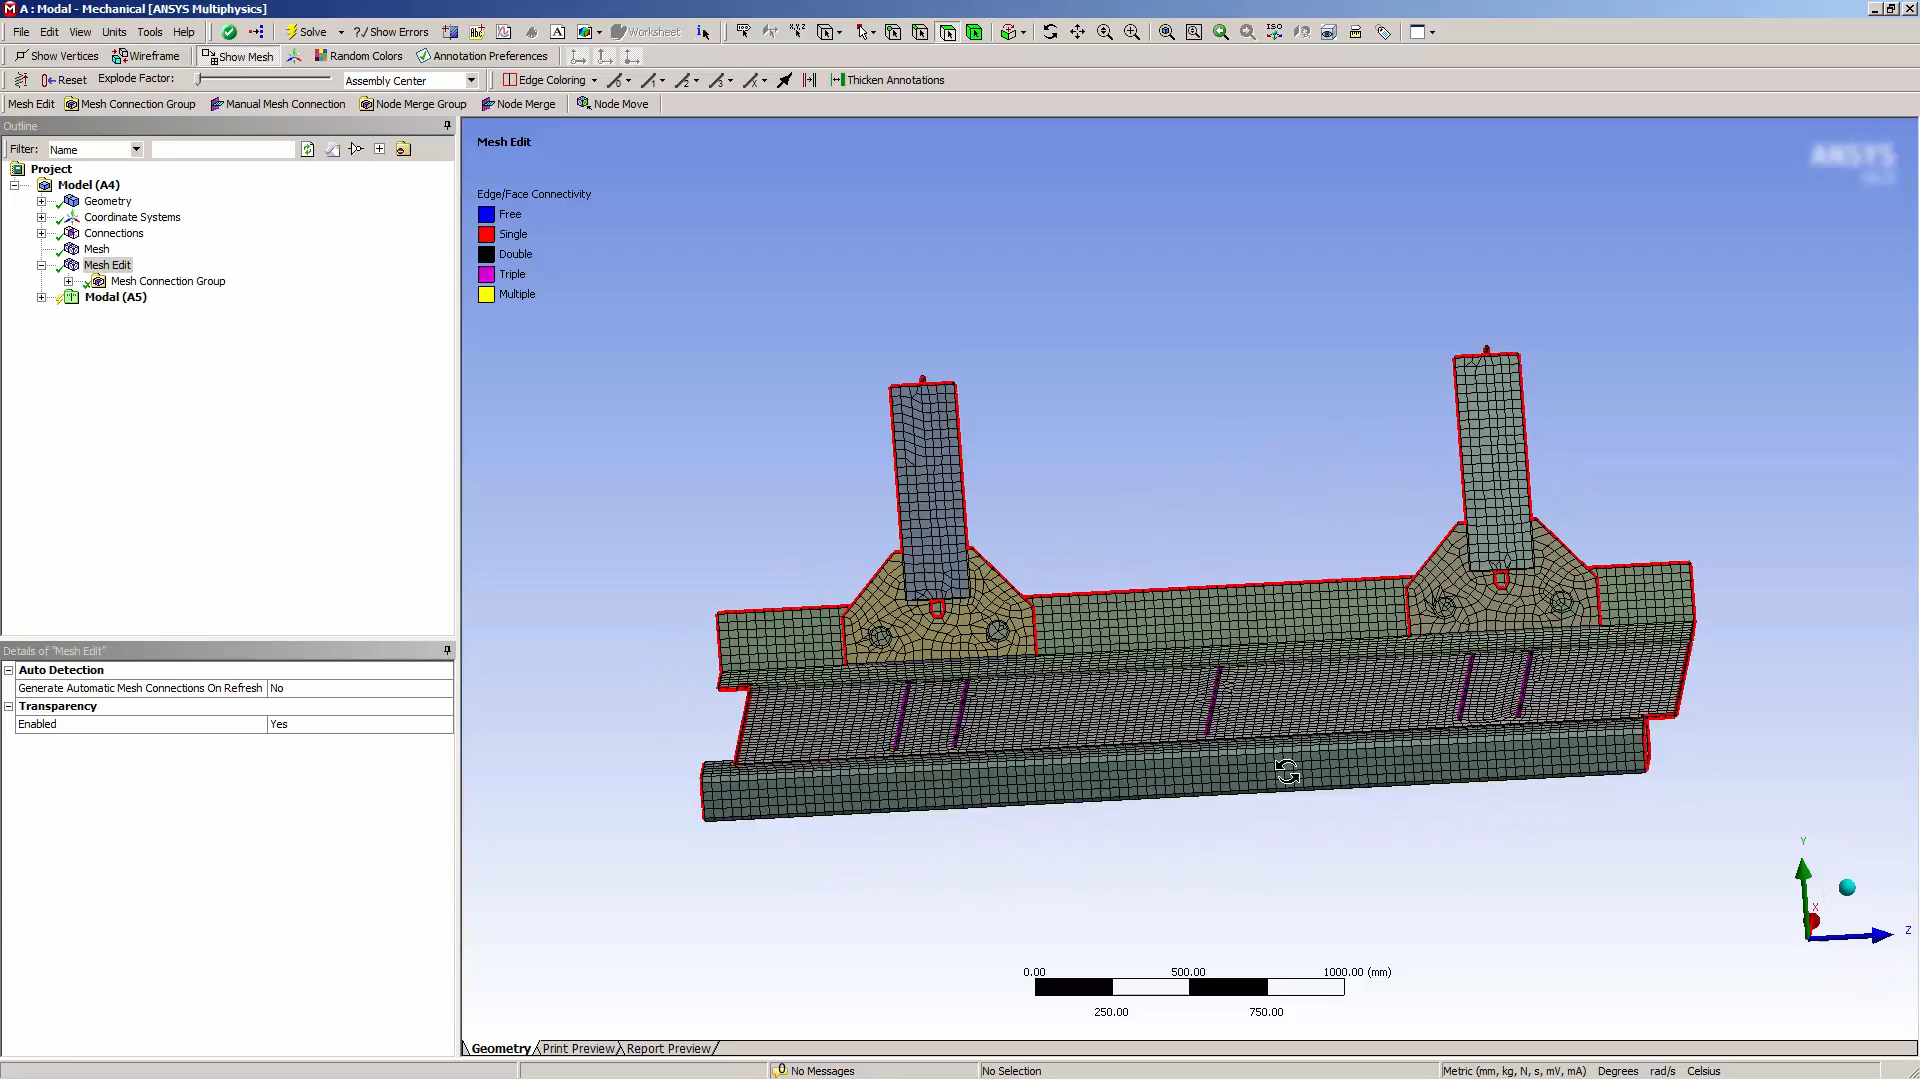 A : Modal - Mechanical [ANSYS Multiphysics]
File Edit View Units Tools Help Solve ?/ Show Errors Worksheet
Show Vertices Wireframe Show Mesh Random Colors Annotation Preferences
Reset Explode Factor: Assembly Center Edge Coloring Thicken Annotations
Mesh Edit Mesh Connection Group Manual Mesh Connection Node Merge Group Node Merge Node Move
Outline
Filter: Name
Project
Model (A4)
Geometry
Coordinate Systems
Connections
Mesh
Mesh Edit
Mesh Connection Group
Modal (A5)
Details of "Mesh Edit"
Auto Detection
Generate Automatic Mesh Connections On Refresh No
Transparency
Enabled Yes
Mesh Edit
Edge/Face Connectivity
Free
Single
Double
Triple
Multiple
ANSYS
Y
X
Z
0.00 500.00 1000.00 (mm)
250.00 750.00
Geometry Print Preview Report Preview
0 No Messages No Selection Metric (mm, kg, N, s, mV, mA) Degrees rad/s Celsius